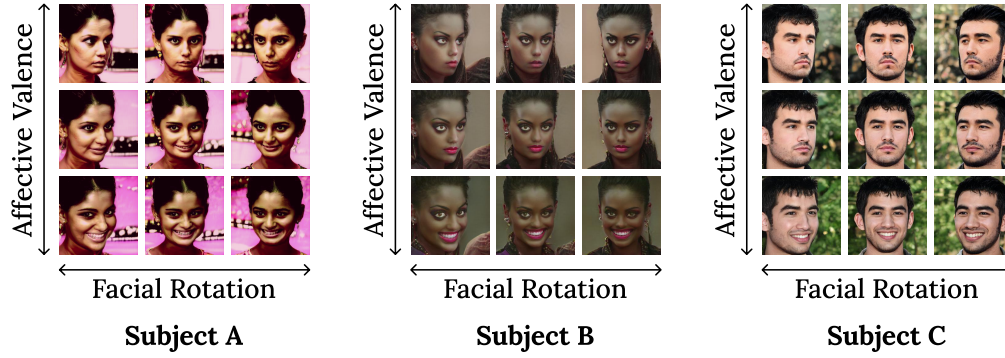 Affective Valence
Facial Rotation
Subject A
Affective Valence
Facial Rotation
Subject B
Affective Valence
Facial Rotation
Subject C